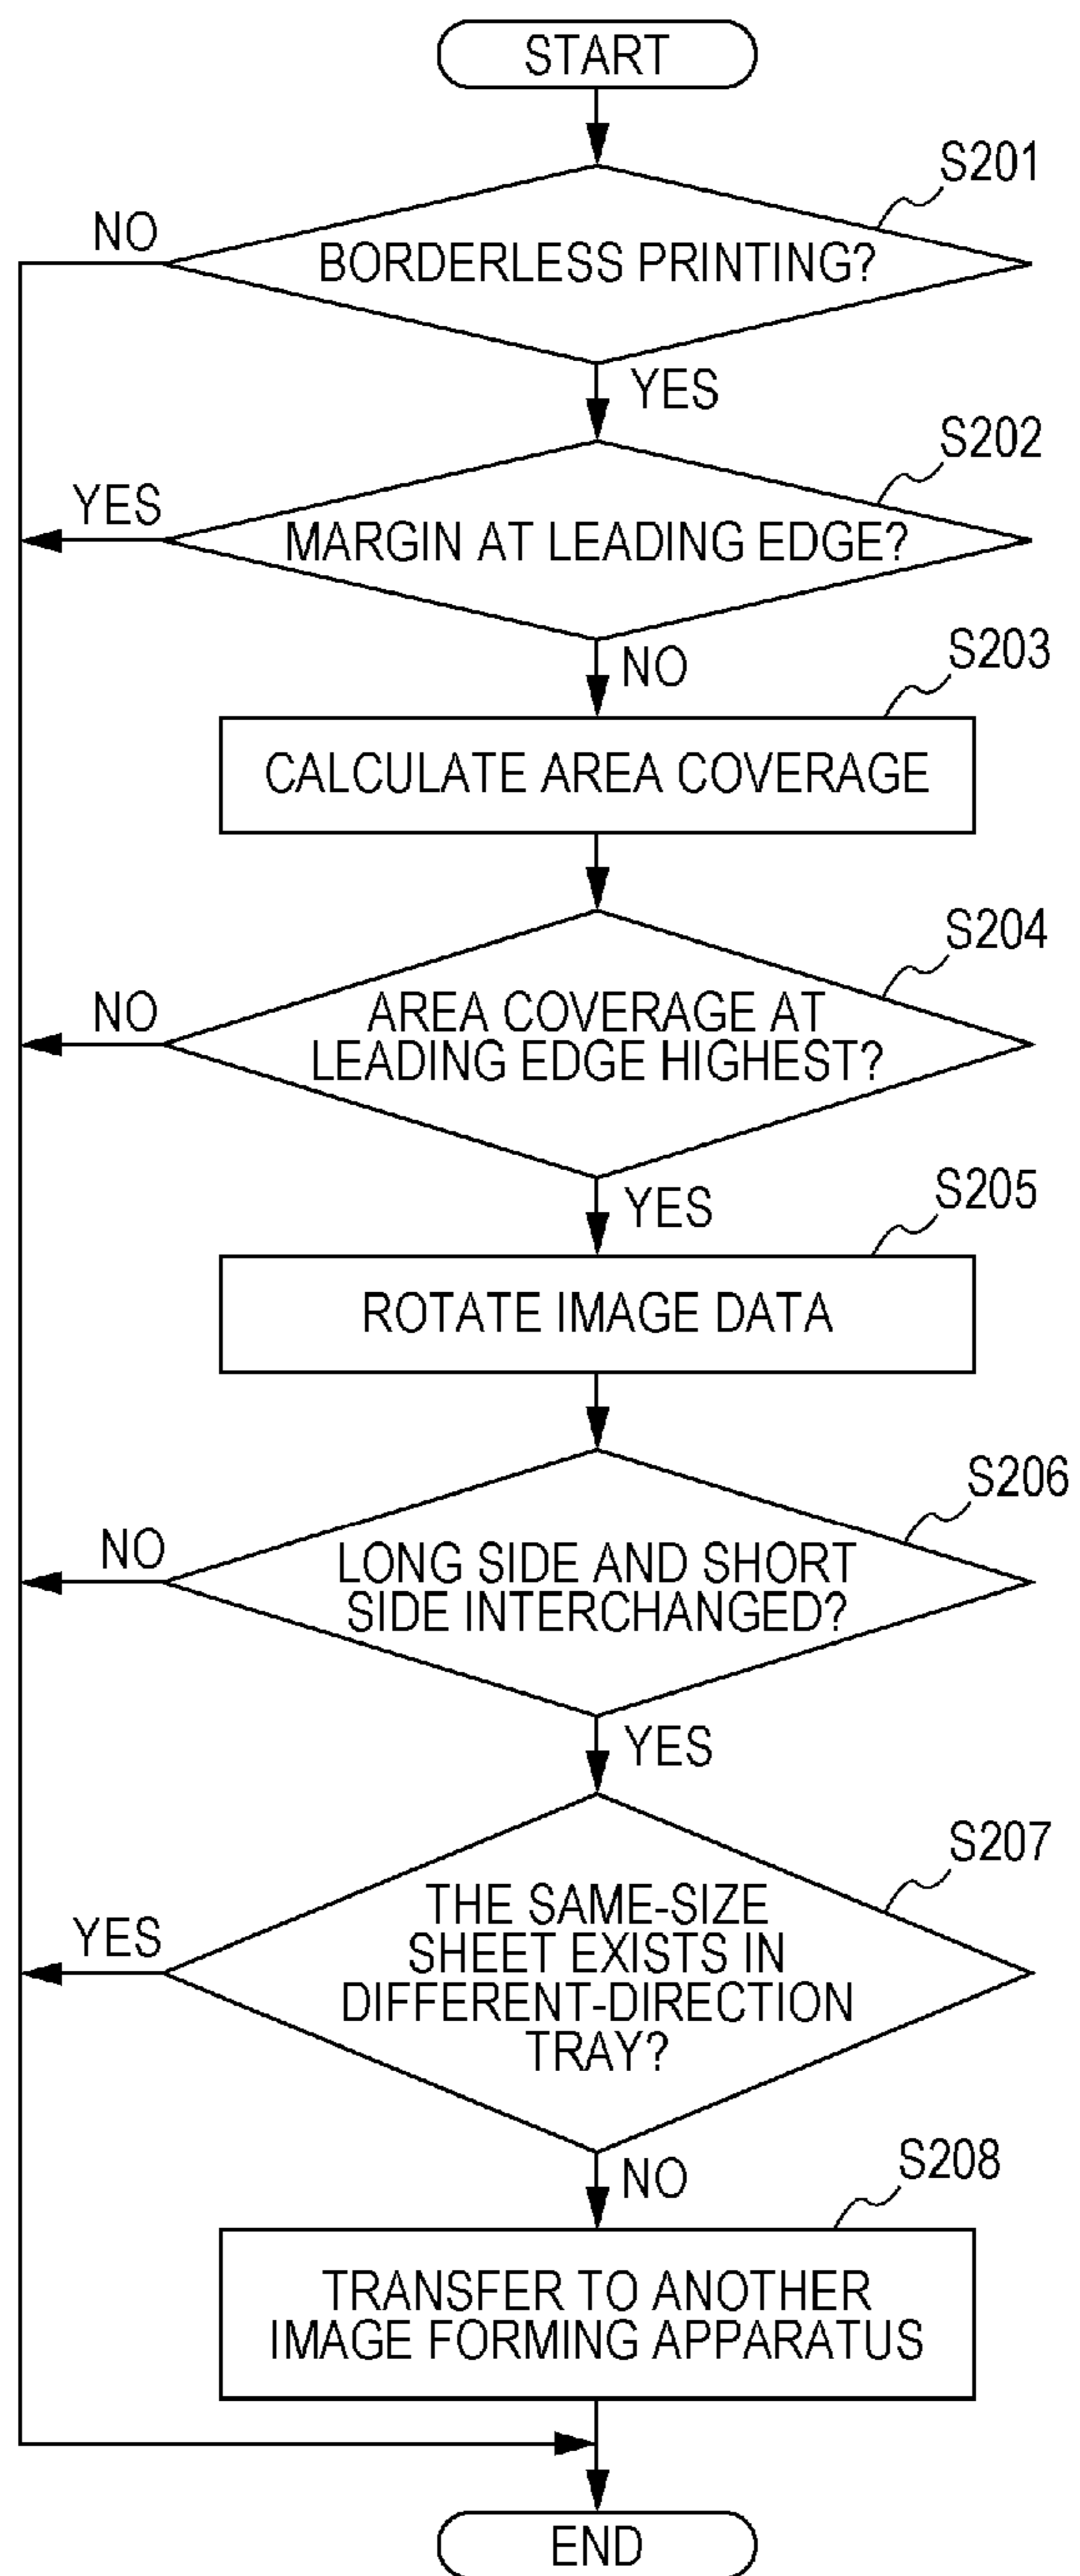 START
S201
NO
BORDERLESS PRINTING?
YES
S202
YES
MARGIN AT LEADING EDGE?
NO
S203
CALCULATE AREA COVERAGE
S204
NO
AREA COVERAGE AT
LEADING EDGE HIGHEST?
YES
S205
ROTATE IMAGE DATA
S206
NO
LONG SIDE AND SHORT
SIDE INTERCHANGED?
YES
S207
YES
THE SAME-SIZE
SHEET EXISTS IN
DIFFERENT-DIRECTION
TRAY?
NO
S208
TRANSFER TO ANOTHER
IMAGE FORMING APPARATUS
END